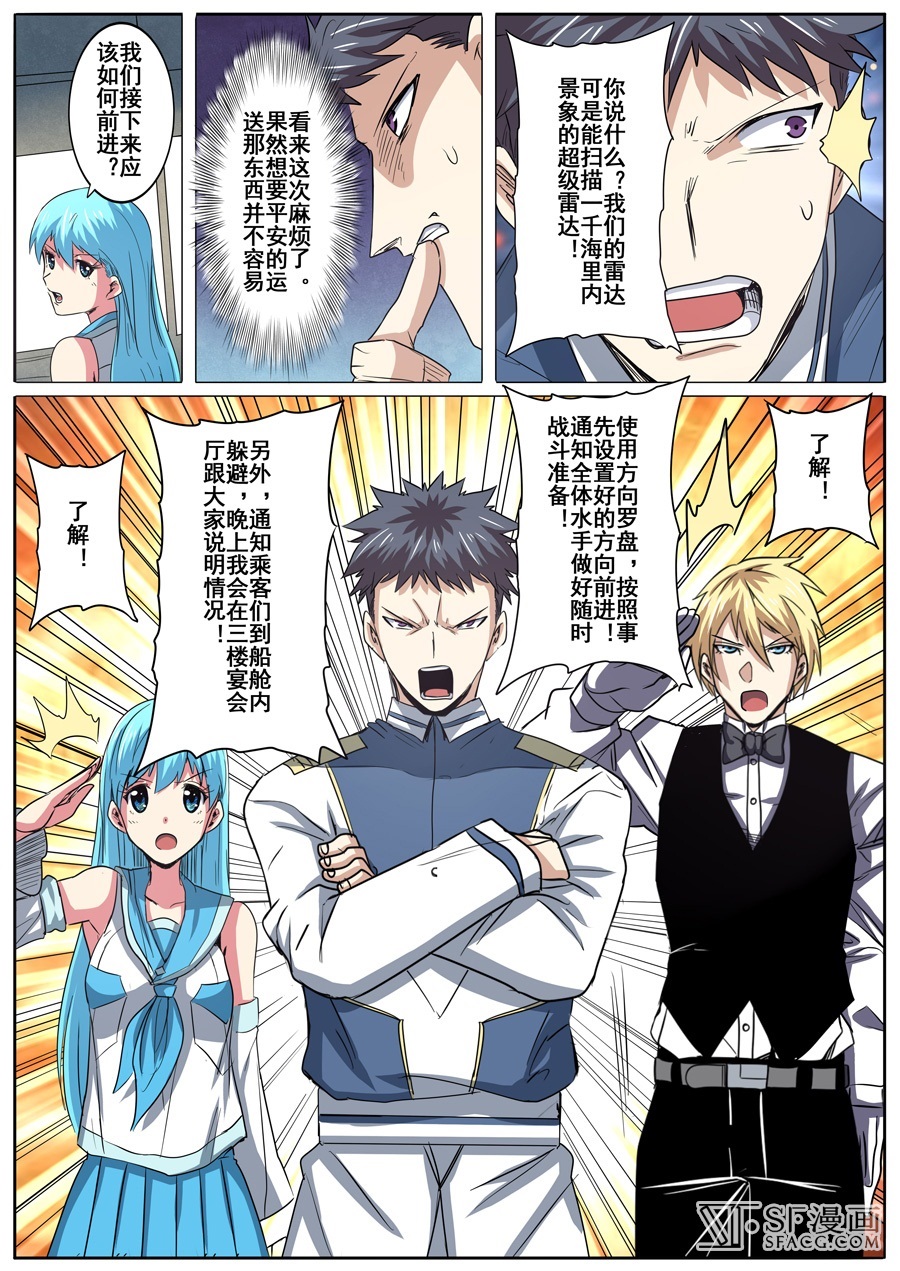 你说什么？我们的雷达
可是能扫描一千海里内
景象的超级雷达！
看来这次麻烦了。
果然想要平安的运
送那东西并不容易
我们接下来应
该如何前进？
了解！
使用方向罗盘，按照事
先设置好的方向前进！
通知全体水手做好随时
战斗准备！
另外，通知乘客们到船舱内
躲避，晚上我会在三楼宴会
厅跟大家说明情况！
了解！
SF漫画
SFACG.COM